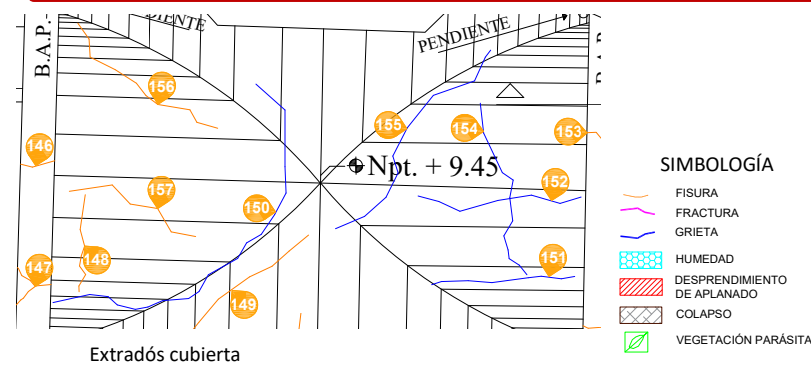 PENDIENTE
B.A.P.
156
155
154
153
146
Npt. + 9.45
157
150
152
147
148
151
149
SIMBOLOGÍA
FISURA
FRACTURA
GRIETA
HUMEDAD
DESPRENDIMIENTO
DE APLANADO
COLAPSO
VEGETACIÓN PARÁSITA
Extradós cubierta